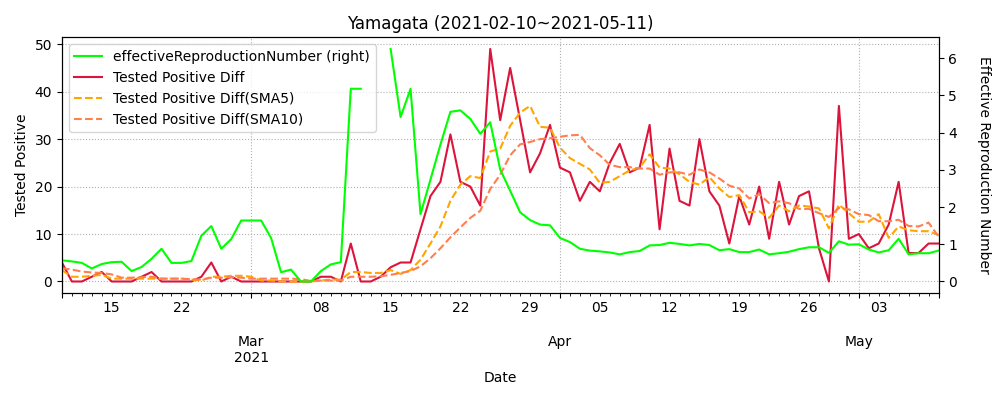 Yamagata (2021-02-10~2021-05-11)
effectiveReproductionNumber (right)
Tested Positive Diff
Tested Positive Diff(SMA5)
Tested Positive Diff(SMA10)
Tested Positive
50
40
30
20
10
0
Effective Reproduction Number
6
5
4
3
2
1
0
15 22 08 15 22 29 05 12 19 26 03
Mar Apr May
2021
Date